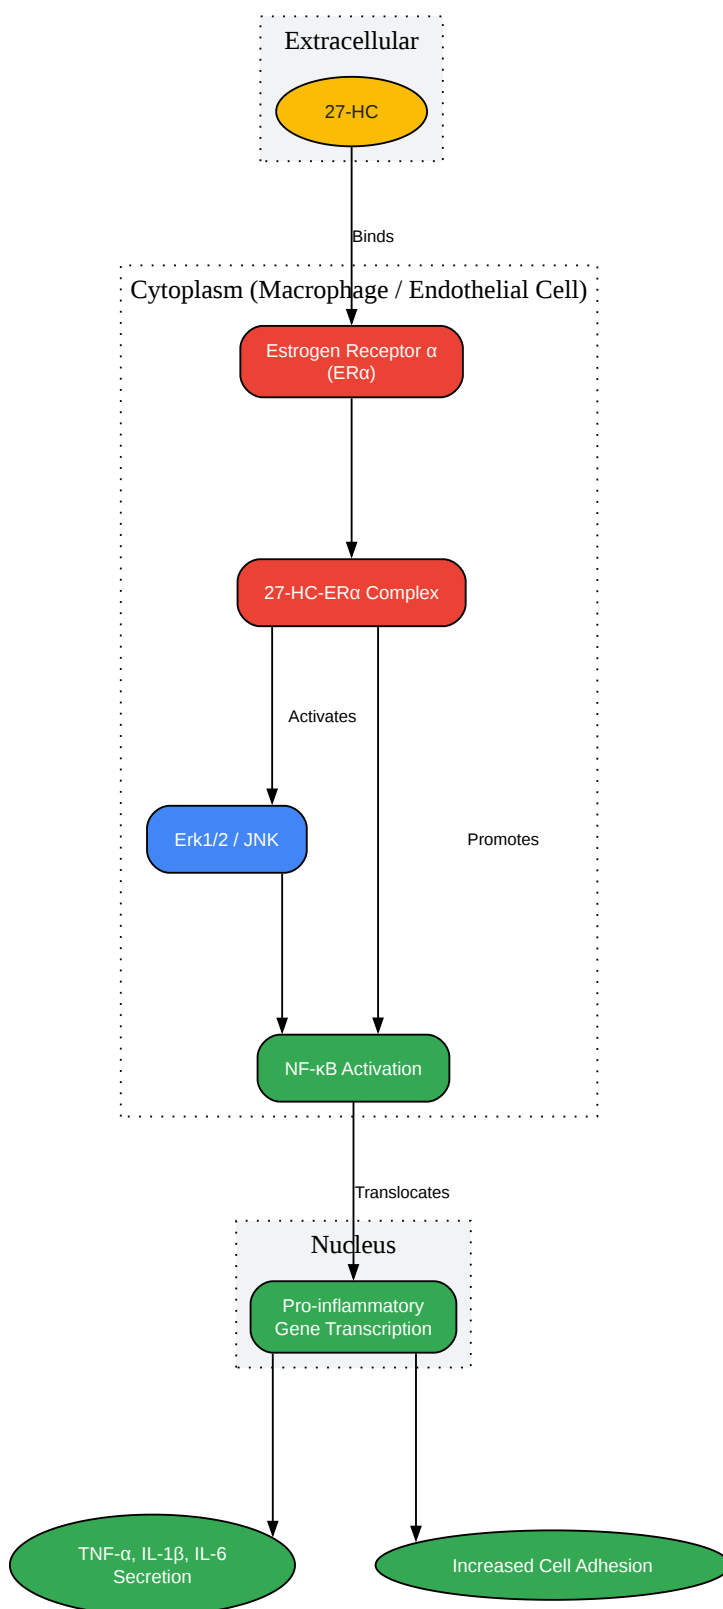 Extracellular
27-HC
Binds
Cytoplasm (Macrophage / Endothelial Cell)
Estrogen Receptor α
(ERα)
27-HC-ERα Complex
Activates
Erk1/2 / JNK
Promotes
NF-κB Activation
Translocates
Nucleus
Pro-inflammatory
Gene Transcription
TNF-α, IL-1β, IL-6
Secretion
Increased Cell Adhesion